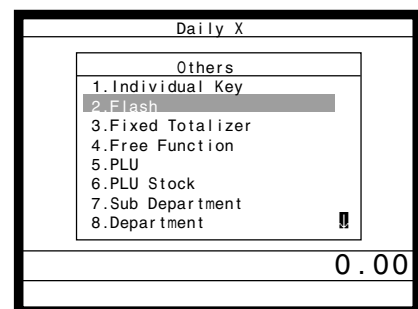 Daily X
Others
1.Individual Key
2.Flash
3.Fixed Totalizer
4.Free Function
5.PLU
6.PLU Stock
7.Sub Department
8.Department
0.00